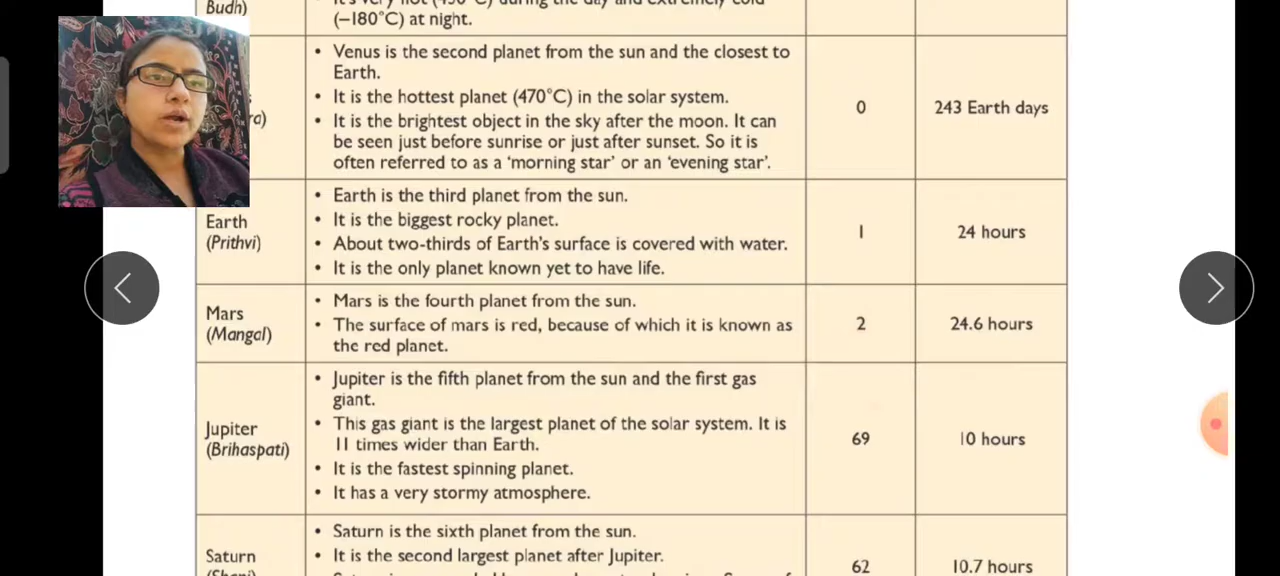 Budh)
(−180°C) at night.
ra)
• Venus is the second planet from the sun and the closest to
Earth.
• It is the hottest planet (470°C) in the solar system.
• It is the brightest object in the sky after the moon. It can
be seen just before sunrise or just after sunset. So it is
often referred to as a ‘morning star’ or an ‘evening star’.
0
243 Earth days
Earth
(Prithvi)
• Earth is the third planet from the sun.
• It is the biggest rocky planet.
• About two-thirds of Earth’s surface is covered with water.
• It is the only planet known yet to have life.
1
24 hours
Mars
(Mangal)
• Mars is the fourth planet from the sun.
• The surface of mars is red, because of which it is known as
the red planet.
2
24.6 hours
Jupiter
(Brihaspati)
• Jupiter is the fifth planet from the sun and the first gas
giant.
• This gas giant is the largest planet of the solar system. It is
11 times wider than Earth.
• It is the fastest spinning planet.
• It has a very stormy atmosphere.
69
10 hours
Saturn
• Saturn is the sixth planet from the sun.
• It is the second largest planet after Jupiter.
62
10.7 hours